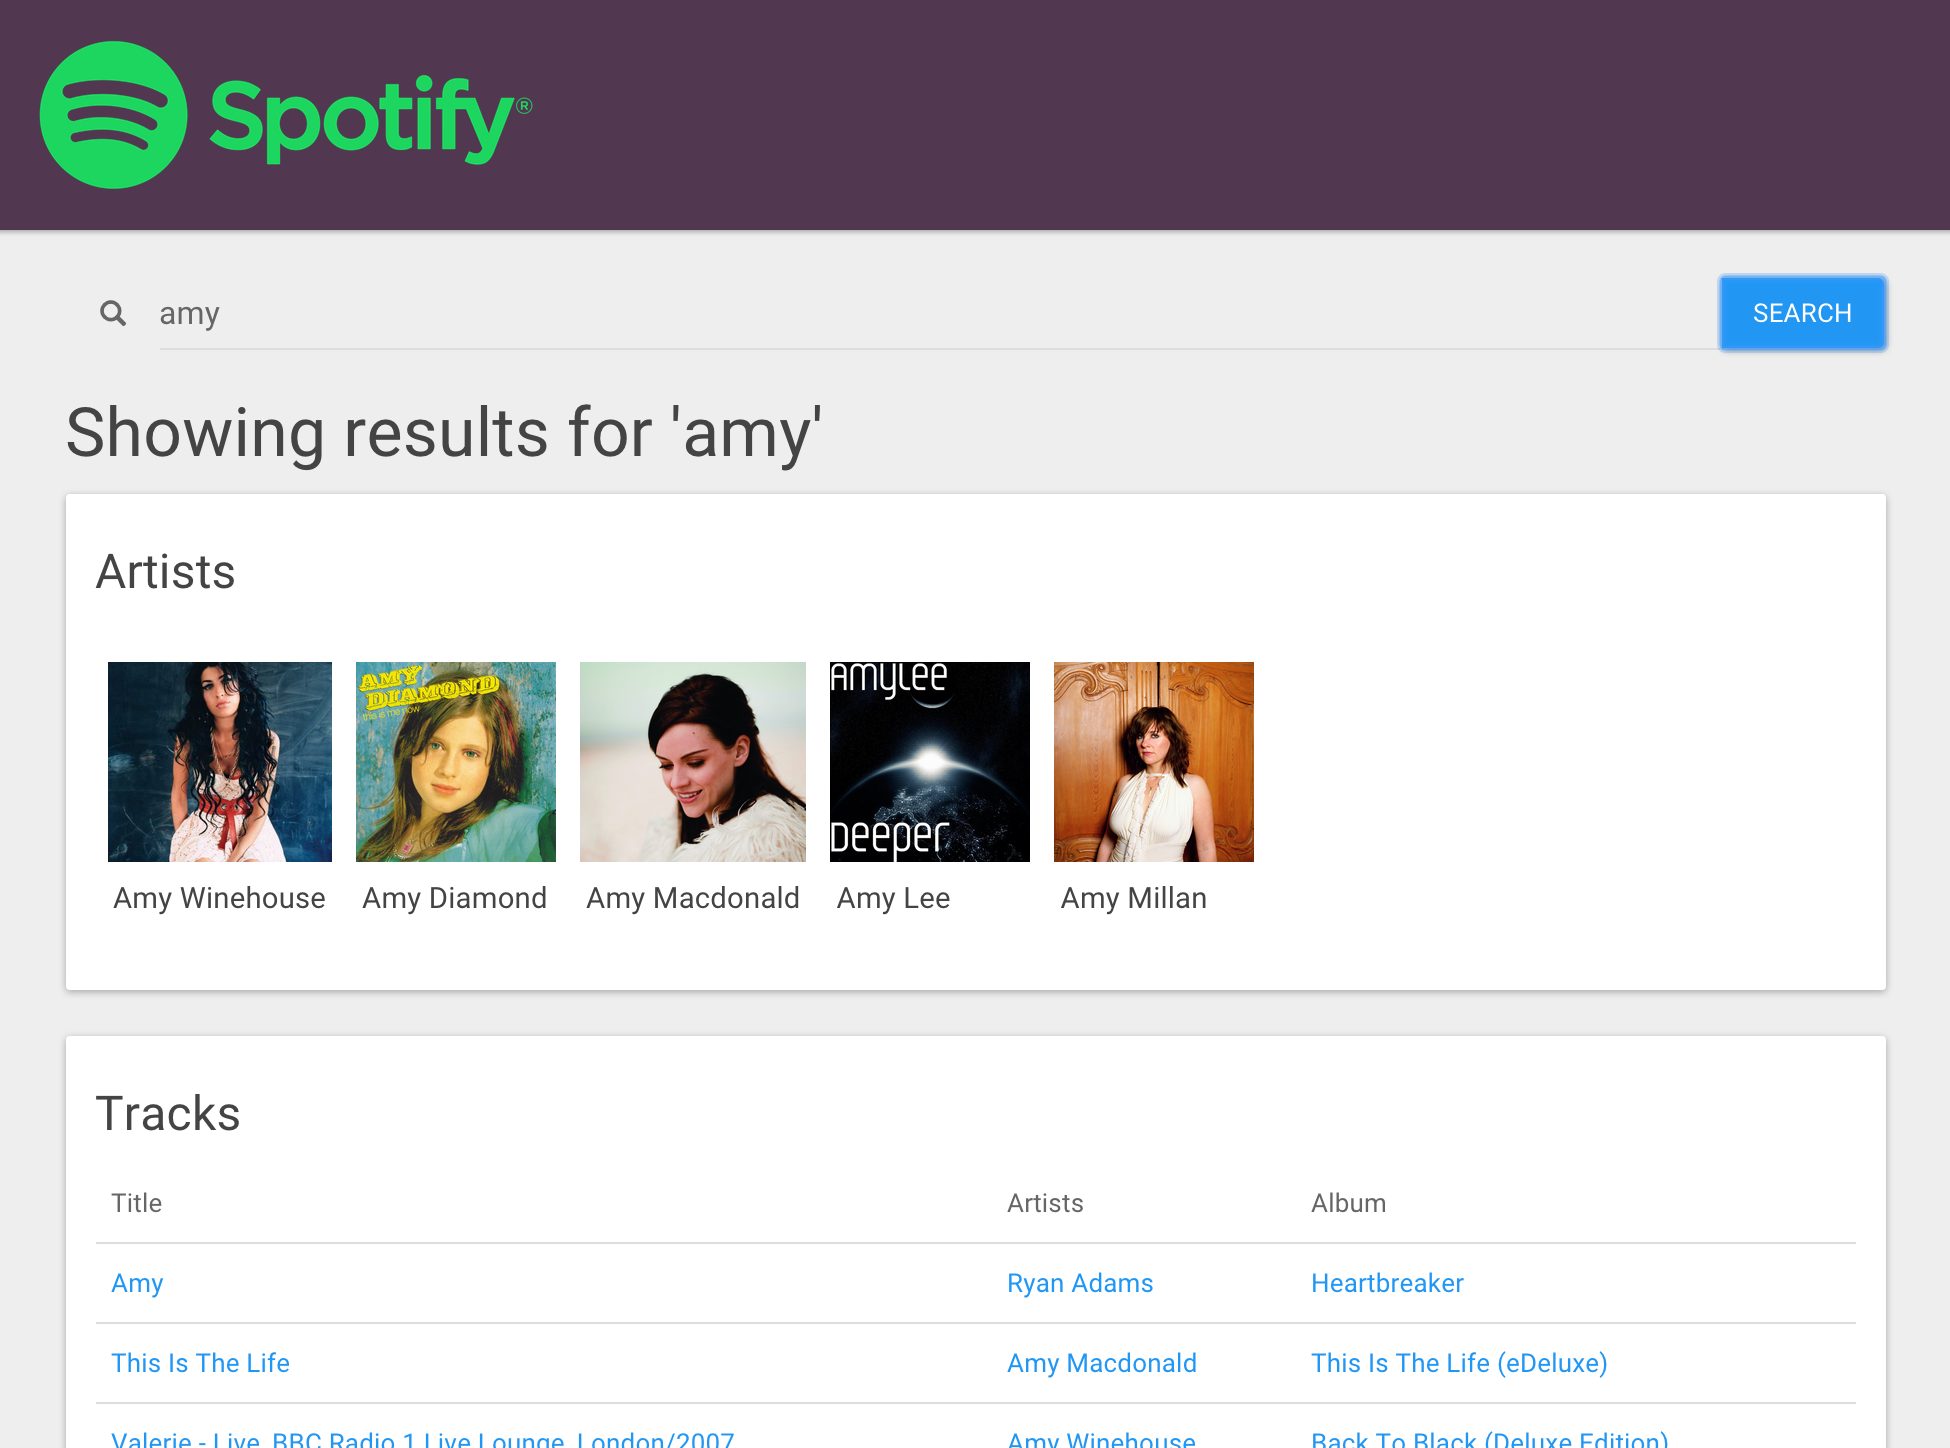 Spotify®
amy
SEARCH
Showing results for 'amy'
Artists
AMY
DIAMOND
this is me now
AMYLEE
DEEPER
Amy Winehouse Amy Diamond Amy Macdonald Amy Lee Amy Millan
Tracks
Title Artists Album
Amy Ryan Adams Heartbreaker
This Is The Life Amy Macdonald This Is The Life (eDeluxe)
Valerie - Live, BBC Radio 1 Live Lounge, London/2007 Amy Winehouse Back To Black (Deluxe Edition)